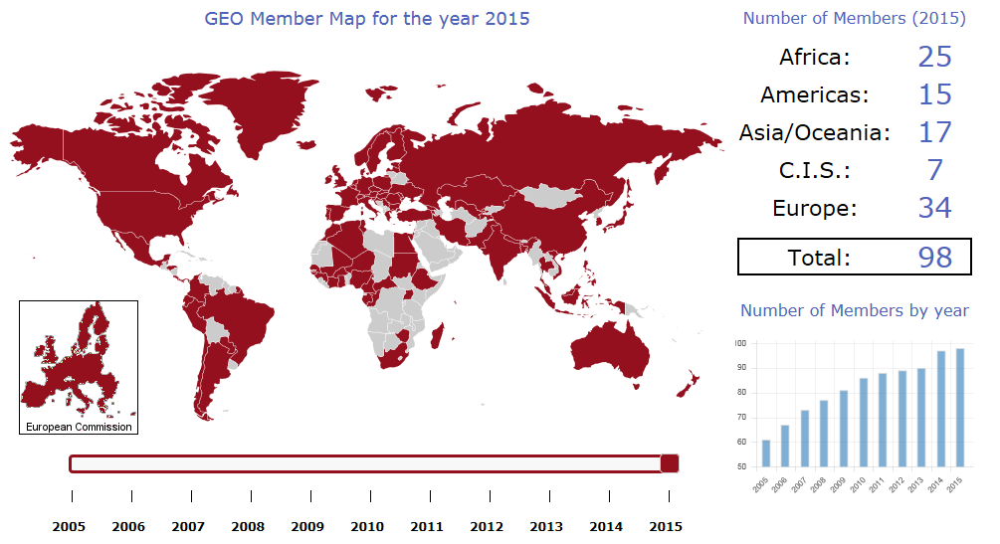 GEO Member Map for the year 2015
Number of Members (2015)
Africa: 25
Americas: 15
Asia/Oceania: 17
C.I.S.: 7
Europe: 34
Total: 98
European Commission
2005 2006 2007 2008 2009 2010 2011 2012 2013 2014 2015
Number of Members by year
100
90
80
70
60
50
2005 2006 2007 2008 2009 2010 2011 2012 2013 2014 2015